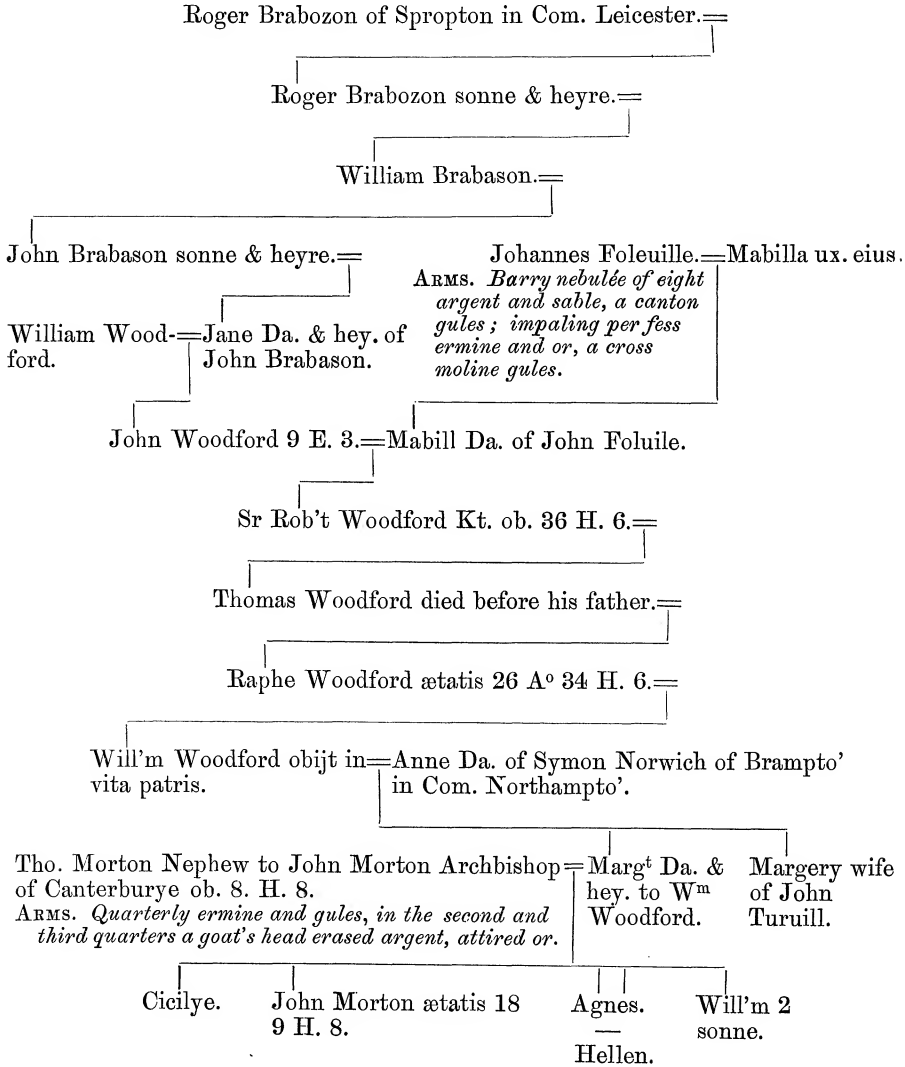 Roger Brabozon of Spropton in Com. Leicester.=
Roger Brabozon sonne & heyre.=
William Brabason.=
John Brabason sonne & heyre.=
Johannes Foleuille.=Mabilla ux. eius.
ARMS. Barry nebulée of eight
argent and sable, a canton
gules; impaling per fess
ermine and or, a cross
moline gules.
William Wood-=Jane Da. & hey. of
ford. John Brabason.
John Woodford 9 E. 3.=Mabill Da. of John Foluile.
Sr Rob't Woodford Kt. ob. 36 H. 6.=
Thomas Woodford died before his father.=
Raphe Woodford ætatis 26 Aº 34 H. 6.=
Will'm Woodford obijt in=Anne Da. of Symon Norwich of Brampto'
vita patris. in Com. Northampto'.
Tho. Morton Nephew to John Morton Archbishop=Margᵗ Da. &
of Canterburye ob. 8. H. 8. hey. to Wᵐ
Woodford.
ARMS. Quarterly ermine and gules, in the second and
third quarters a goat's head erased argent, attired or.
Margery wife
of John
Turuill.
Cicilye.
John Morton ætatis 18
9 H. 8.
Agnes.
—
Hellen.
Will'm 2
sonne.